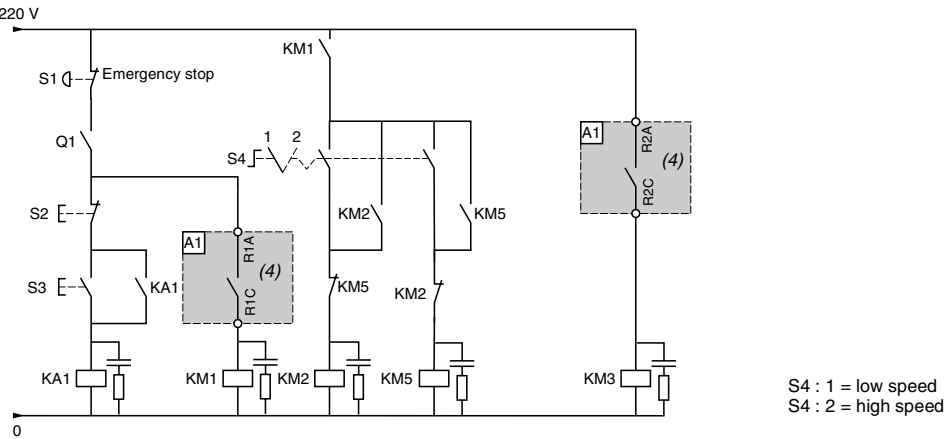 220 V
KM1
S1
Emergency stop
Q1
1 2
S4
A1
R2A
(4)
R2C
S2
KM2
KM5
A1
R1A
(4)
R1C
S3
KA1
KM5
KM2
KA1
KM1
KM2
KM5
KM3
S4 : 1 = low speed
S4 : 2 = high speed
0